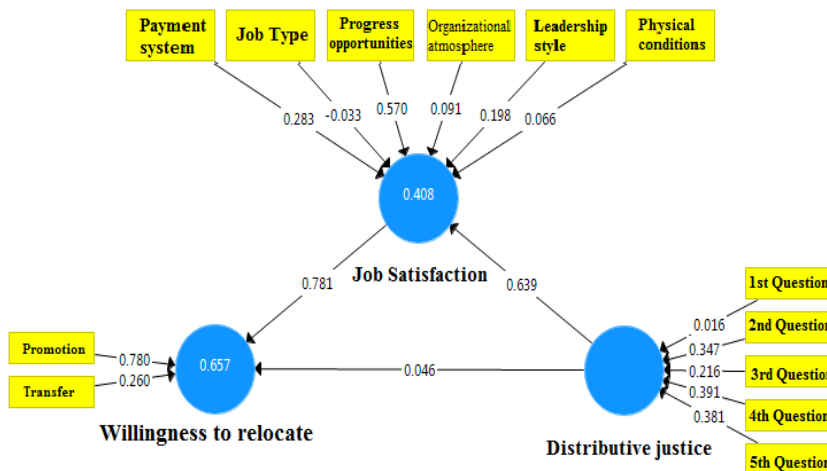 Payment
system
Job Type
Progress
opportunities
Organizational
atmosphere
Leadership
style
Physical
conditions
0.283
-0.033
0.570
0.091
0.198
0.066
0.408
Job Satisfaction
0.781
0.639
1st Question
2nd Question
3rd Question
4th Question
5th Question
0.016
0.347
0.216
0.391
0.381
Promotion
Transfer
0.780
0.260
0.657
0.046
Willingness to relocate
Distributive justice